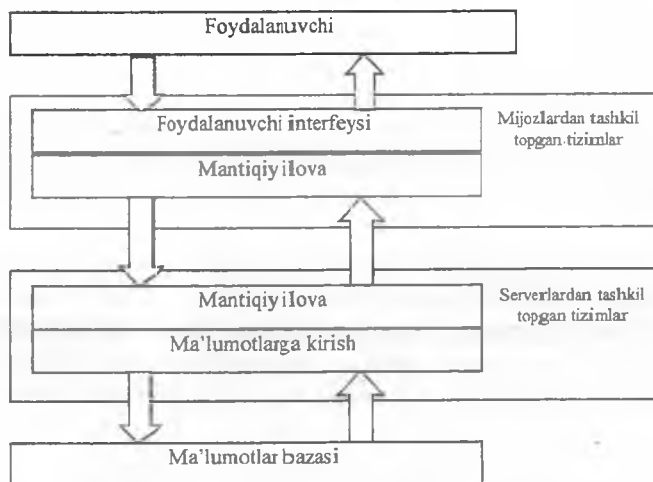 Foydalanuvchi
Foydalanuvchi interfeysi
Mijozlardan tashkil
topgan tizimlar
Mantiqiy ilova
Mantiqiy ilova
Serverlardan tashkil
topgan tizimlar
Ma'lumotlarga kirish
Ma'lumotlar bazasi